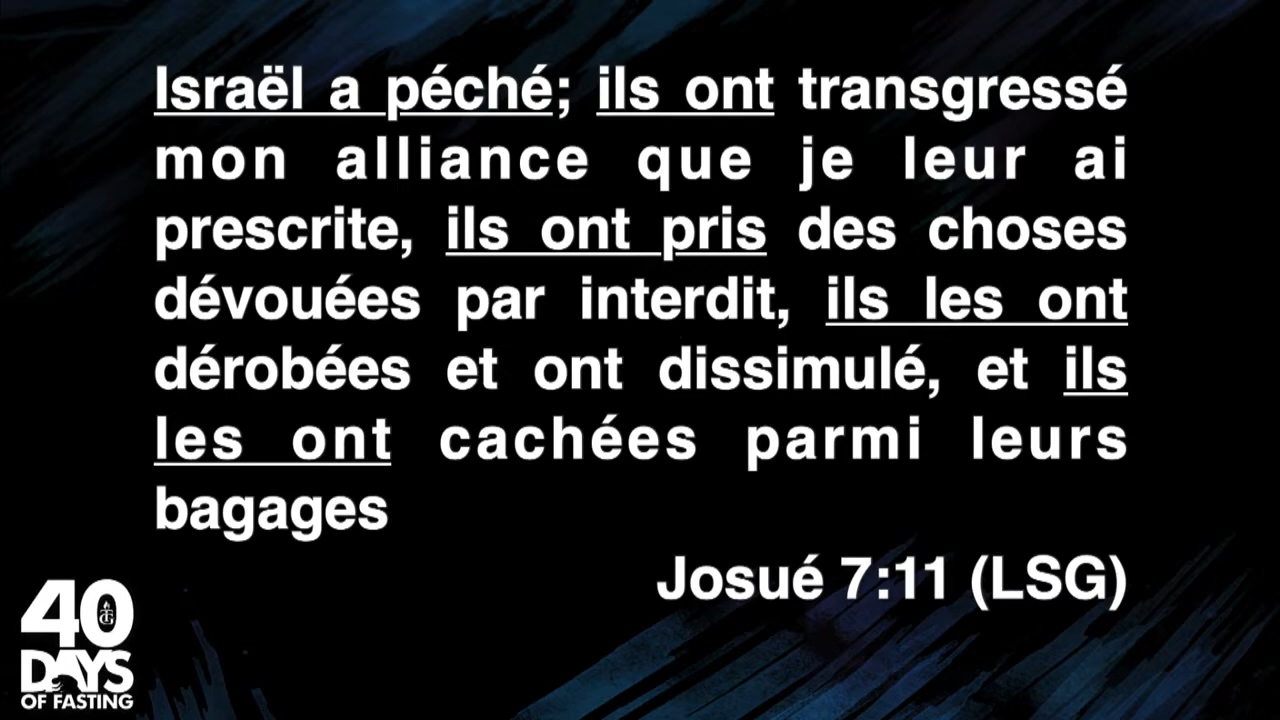 Israël a péché; ils ont transgressé
mon alliance que je leur ai
prescrite, ils ont pris des choses
dévouées par interdit, ils les ont
dérobées et ont dissimulé, et ils
les ont cachées parmi leurs
bagages
Josué 7:11 (LSG)
40
DAYS
OF FASTING